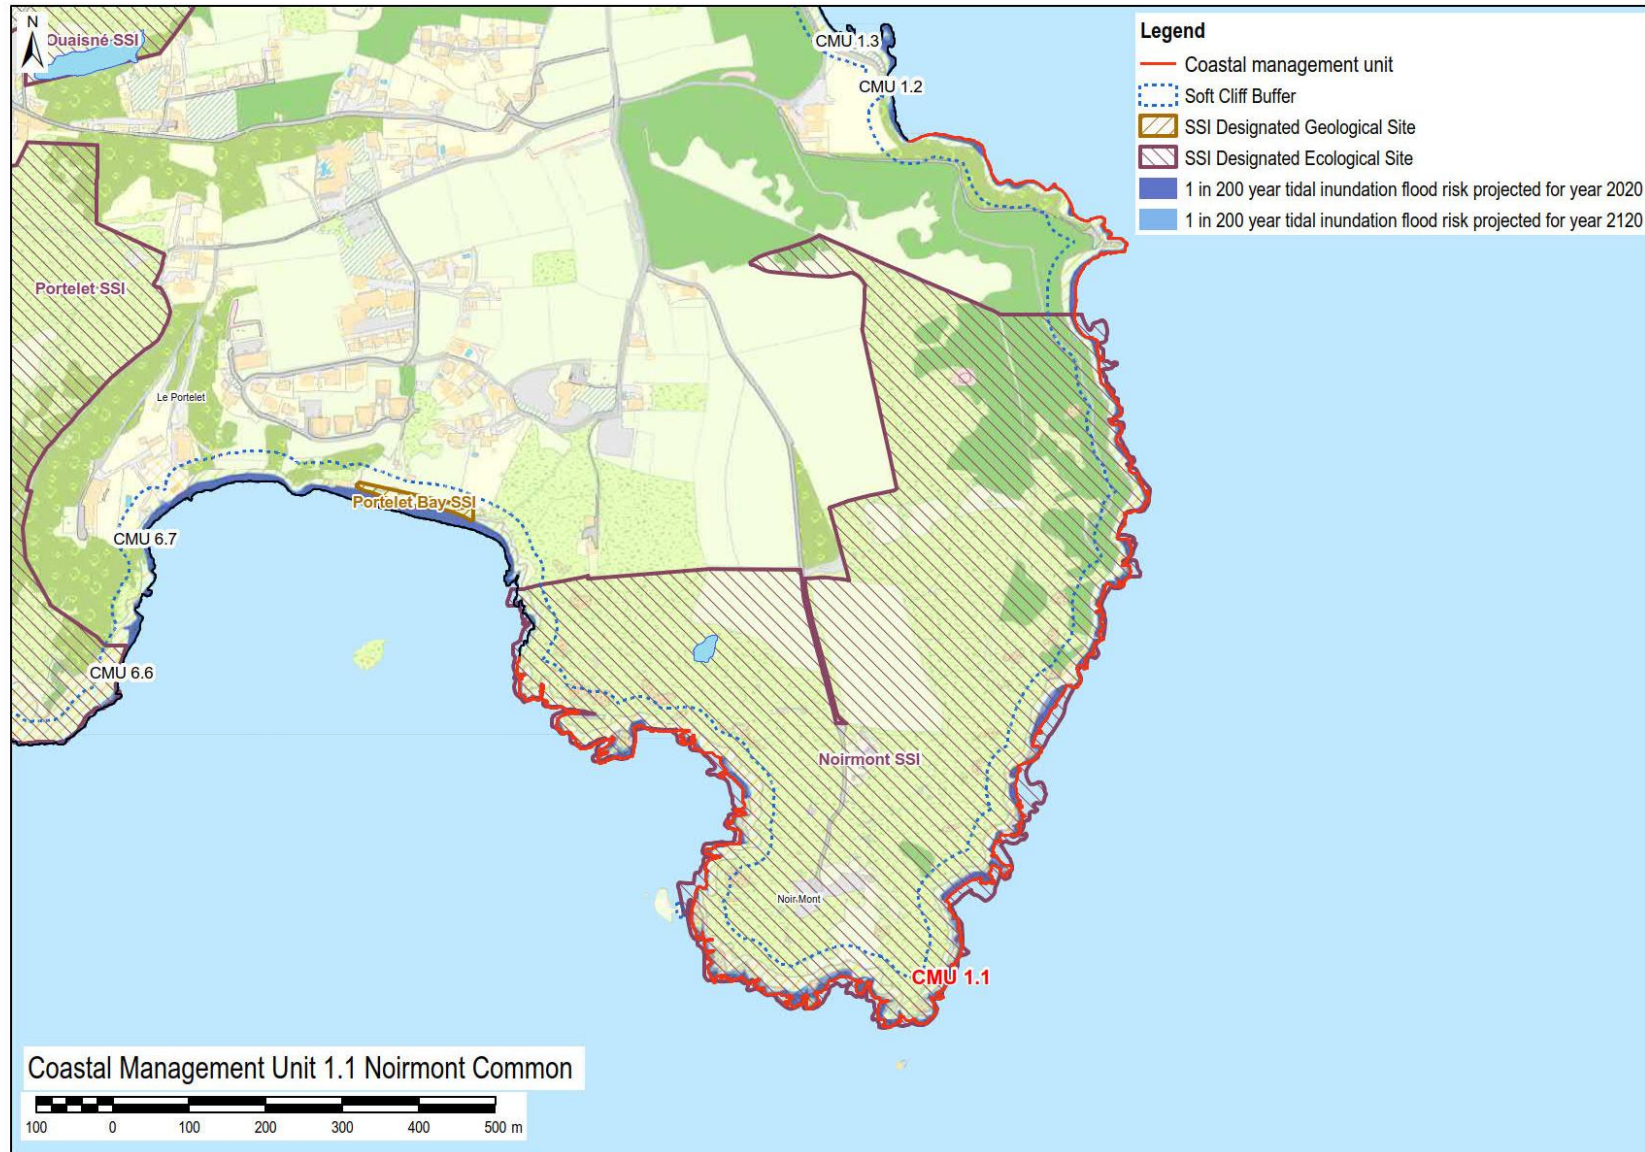 N
Ouaisné SSI
CMU 1.3
CMU 1.2
Legend
Coastal management unit
Soft Cliff Buffer
SSI Designated Geological Site
SSI Designated Ecological Site
1 in 200 year tidal inundation flood risk projected for year 2020
1 in 200 year tidal inundation flood risk projected for year 2120
Portelet SSI
Le Portelet
Portelet Bay SSI
CMU 6.7
CMU 6.6
Noirmont SSI
Noir Mont
CMU 1.1
Coastal Management Unit 1.1 Noirmont Common
100 0 100 200 300 400 500 m